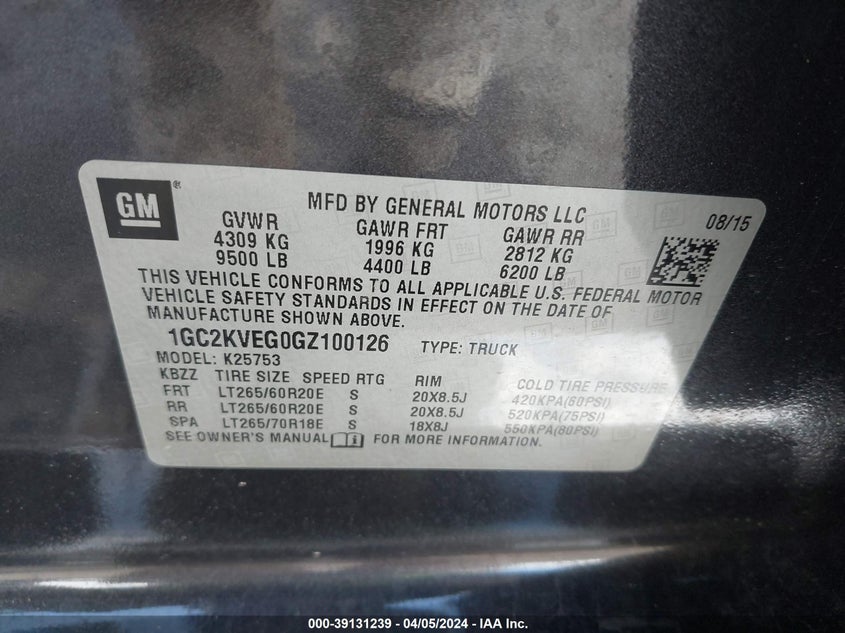 GM®
MFD BY GENERAL MOTORS LLC
08/15
GVWR GAWR FRT GAWR RR
4309 KG 1996 KG 2812 KG
9500 LB 4400 LB 6200 LB
THIS VEHICLE CONFORMS TO ALL APPLICABLE U.S. FEDERAL MOTOR
VEHICLE SAFETY STANDARDS IN EFFECT ON THE DATE OF
MANUFACTURE SHOWN ABOVE.
1GC2KVEG0GZ100126 TYPE: TRUCK
MODEL: K25753
KBZZ TIRE SIZE SPEED RTG RIM COLD TIRE PRESSURE
FRT LT265/60R20E S 20X8.5J 420KPA(60PSI)
RR LT265/60R20E S 20X8.5J 520KPA(75PSI)
SPA LT265/70R18E S 18X8J 550KPA(80PSI)
SEE OWNER'S MANUAL FOR MORE INFORMATION.
000-39131239 - 04/05/2024 - IAA Inc.